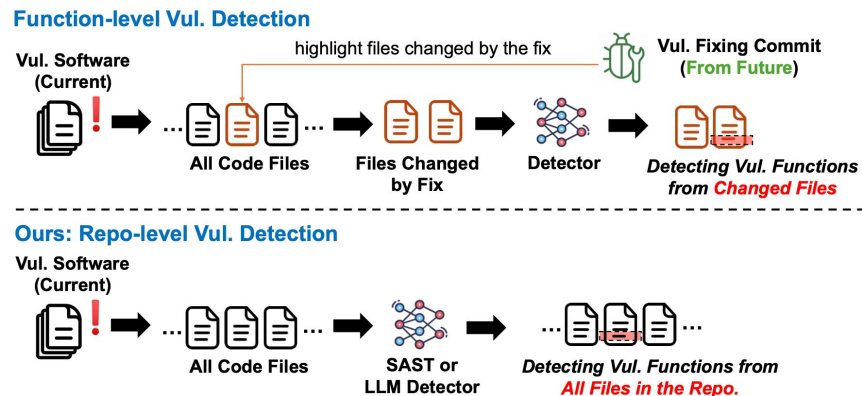 Function-level Vul. Detection
highlight files changed by the fix
Vul. Fixing Commit
(From Future)
Vul. Software
(Current)
...
...
All Code Files
Files Changed
by Fix
Detector
Detecting Vul. Functions
from Changed Files
Ours: Repo-level Vul. Detection
Vul. Software
(Current)
...
...
All Code Files
SAST or
LLM Detector
...
...
Detecting Vul. Functions from
All Files in the Repo.